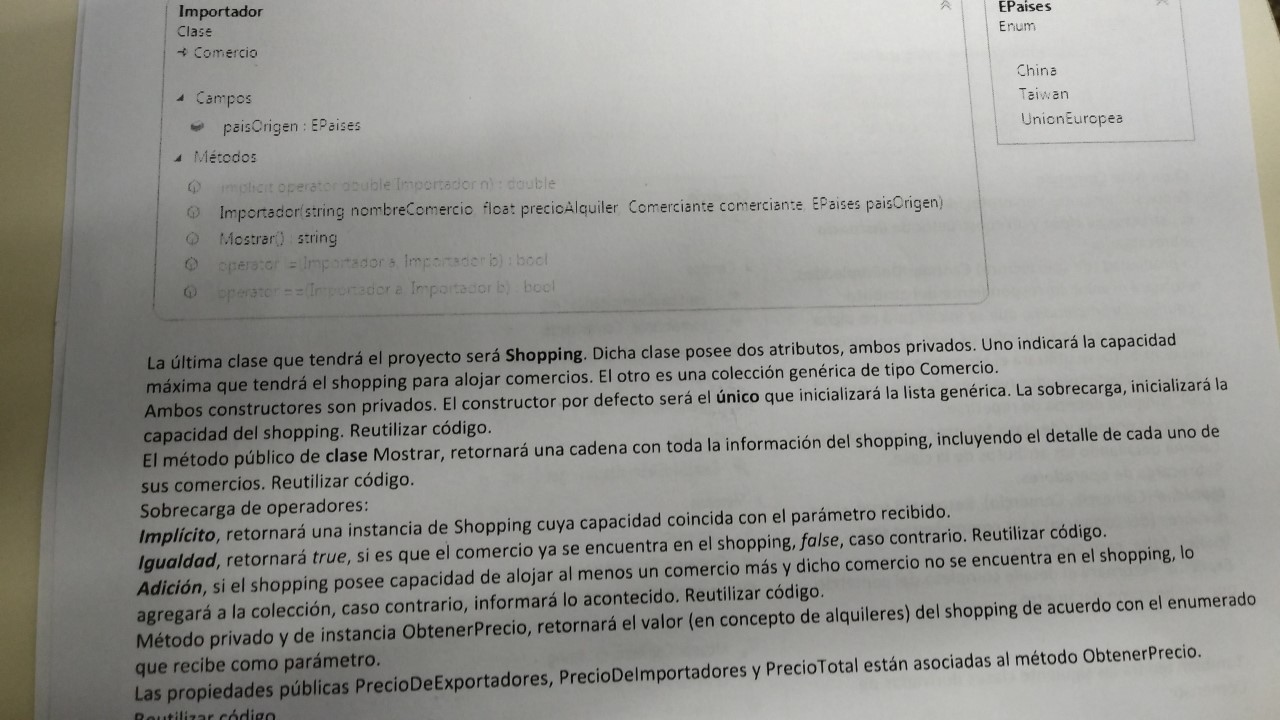 Importador
Clase
Comercio
Campos
paisOrigen : EPaises
Métodos
implicit operator double(Importador n) : double
Importador(string nombreComercio, float precioAlquiler, Comerciante comerciante, EPaises paisOrigen)
Mostrar() : string
operator !=(Importador a, Importador b) : bool
operator ==(Importador a, Importador b) : bool
EPaises
Enum
China
Taiwan
UnionEuropea
La última clase que tendrá el proyecto será Shopping. Dicha clase posee dos atributos, ambos privados. Uno indicará la capacidad
máxima que tendrá el shopping para alojar comercios. El otro es una colección genérica de tipo Comercio.
Ambos constructores son privados. El constructor por defecto será el único que inicializará la lista genérica. La sobrecarga, inicializará la
capacidad del shopping. Reutilizar código.
El método público de clase Mostrar, retornará una cadena con toda la información del shopping, incluyendo el detalle de cada uno de
sus comercios. Reutilizar código.
Sobrecarga de operadores:
Implícito, retornará una instancia de Shopping cuya capacidad coincida con el parámetro recibido.
Igualdad, retornará true, si es que el comercio ya se encuentra en el shopping, false, caso contrario. Reutilizar código.
Adición, si el shopping posee capacidad de alojar al menos un comercio más y dicho comercio no se encuentra en el shopping, lo
agregará a la colección, caso contrario, informará lo acontecido. Reutilizar código.
Método privado y de instancia ObtenerPrecio, retornará el valor (en concepto de alquileres) del shopping de acuerdo con el enumerado
que recibe como parámetro.
Las propiedades públicas PrecioDeExportadores, PrecioDeImportadores y PrecioTotal están asociadas al método ObtenerPrecio.
Reutilizar código